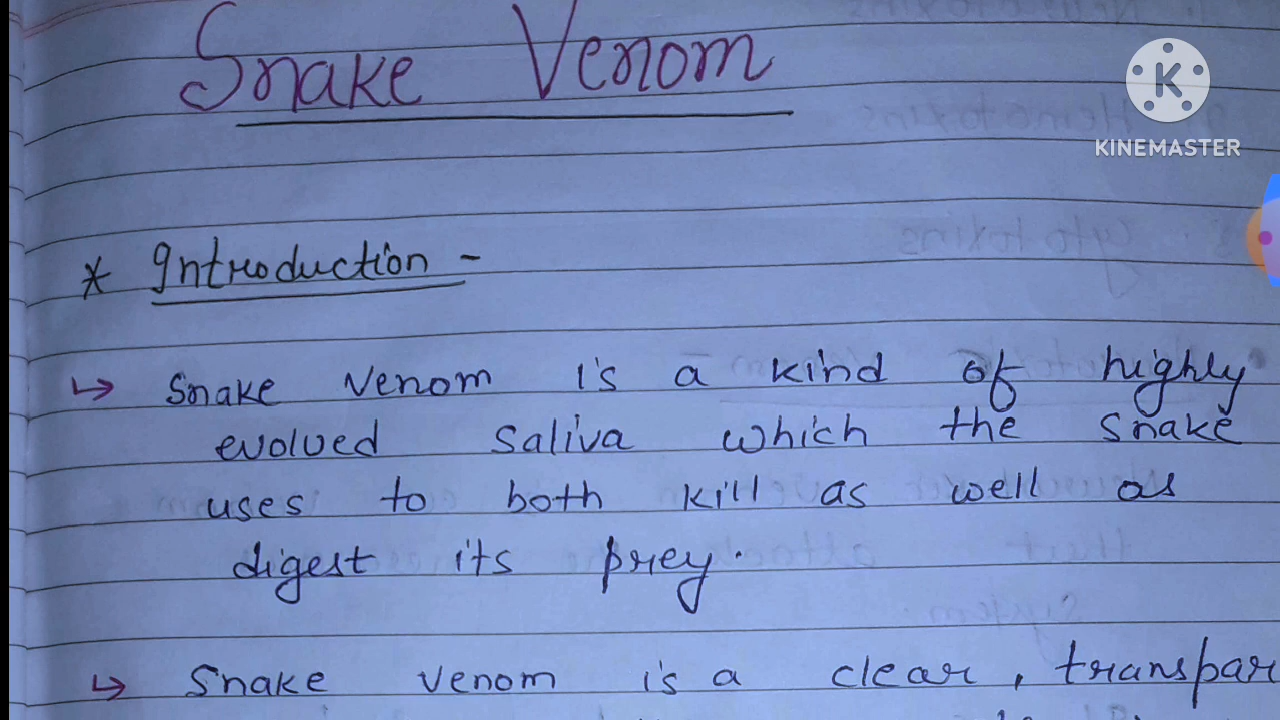 Snake Venom
K
KINEMASTER
* Introduction -
↳ Snake venom is a kind of highly
evolved saliva which the snake
uses to both kill as well as
digest its prey.
↳ Snake venom is a clear, transpar